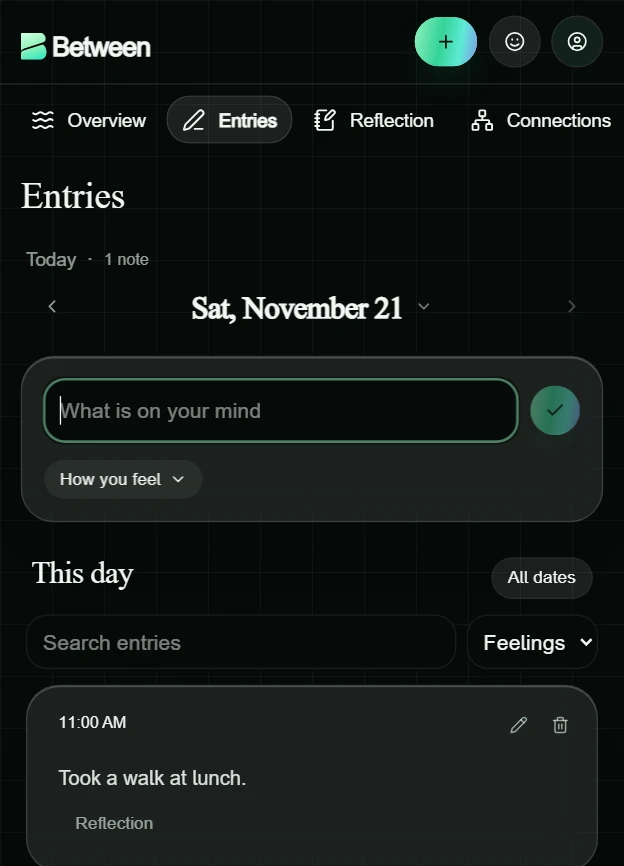 Between
Overview Entries Reflection Connections
Entries
Today · 1 note
Sat, November 21
What is on your mind
How you feel
This day
All dates
Search entries
Feelings
11:00 AM
Took a walk at lunch.
Reflection